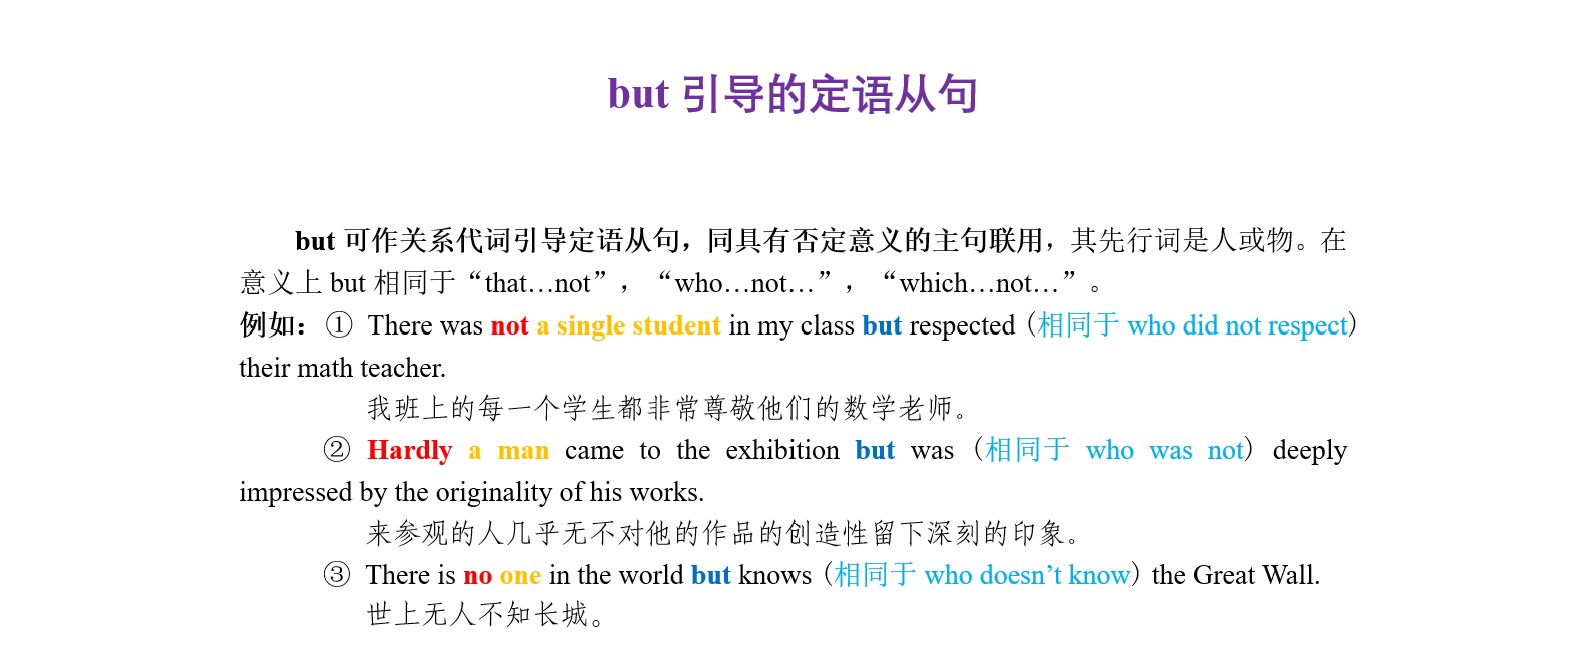 but 引导的定语从句
but 可作关系代词引导定语从句，同具有否定意义的主句联用，其先行词是人或物。在
意义上 but 相同于“that…not”，“who…not…”，“which…not…”。
例如：① There was not a single student in my class but respected（相同于 who did not respect）
their math teacher.
我班上的每一个学生都非常尊敬他们的数学老师。
② Hardly a man came to the exhibition but was（相同于 who was not）deeply
impressed by the originality of his works.
来参观的人几乎无不对他的作品的创造性留下深刻的印象。
③ There is no one in the world but knows（相同于 who doesn’t know）the Great Wall.
世上无人不知长城。